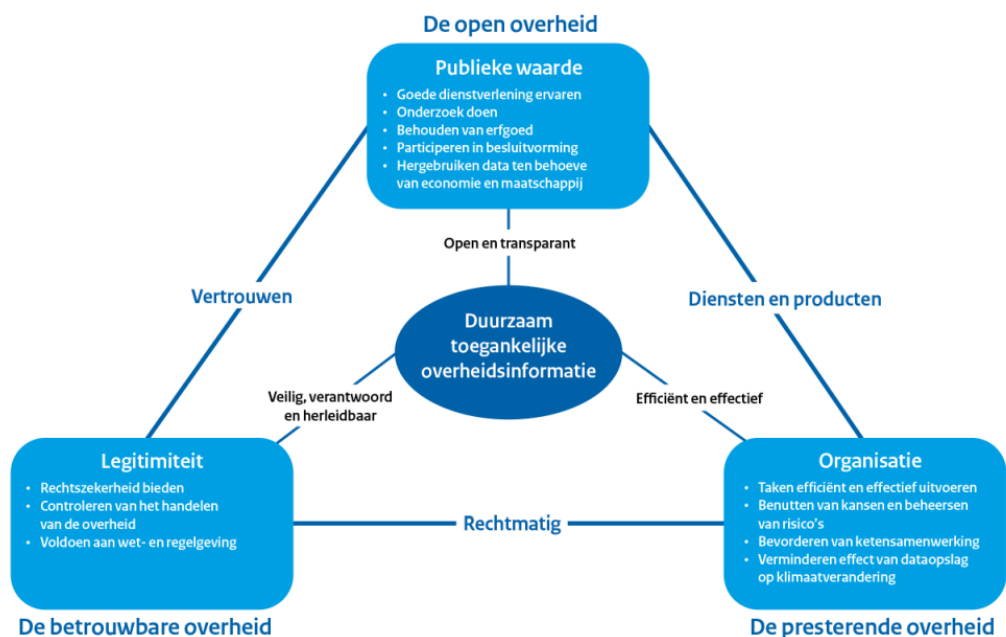 De open overheid
Publieke waarde
• Goede dienstverlening ervaren
• Onderzoek doen
• Behouden van erfgoed
• Participeren in besluitvorming
• Hergebruiken data ten behoeve
van economie en maatschappij
Open en transparant
Vertrouwen
Diensten en producten
Duurzaam
toegankelijke
overheidsinformatie
Veilig, verantwoord
en herleidbaar
Efficiënt en effectief
Legitimiteit
• Rechtszekerheid bieden
• Controleren van het handelen
van de overheid
• Voldoen aan wet- en regelgeving
Rechtmatig
Organisatie
• Taken efficiënt en effectief uitvoeren
• Benutten van kansen en beheersen
van risico's
• Bevorderen van ketensamenwerking
• Verminderen effect van dataopslag
op klimaatverandering
De betrouwbare overheid
De presterende overheid